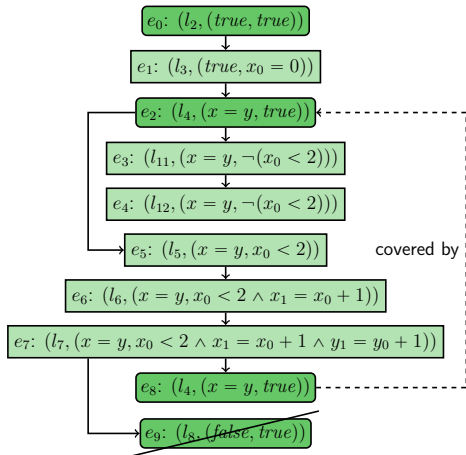 e₀: (l₂, (true, true))
e₁: (l₃, (true, x₀ = 0))
e₂: (l₄, (x = y, true))
e₃: (l₁₁, (x = y, ¬(x₀ < 2)))
e₄: (l₁₂, (x = y, ¬(x₀ < 2)))
e₅: (l₅, (x = y, x₀ < 2))
covered by
e₆: (l₆, (x = y, x₀ < 2 ∧ x₁ = x₀ + 1))
e₇: (l₇, (x = y, x₀ < 2 ∧ x₁ = x₀ + 1 ∧ y₁ = y₀ + 1))
e₈: (l₄, (x = y, true))
e₉: (l₈, (false, true))